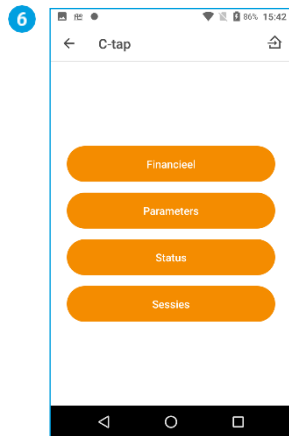 6
86% 15:42
C-tap
Financieel
Parameters
Status
Sessies